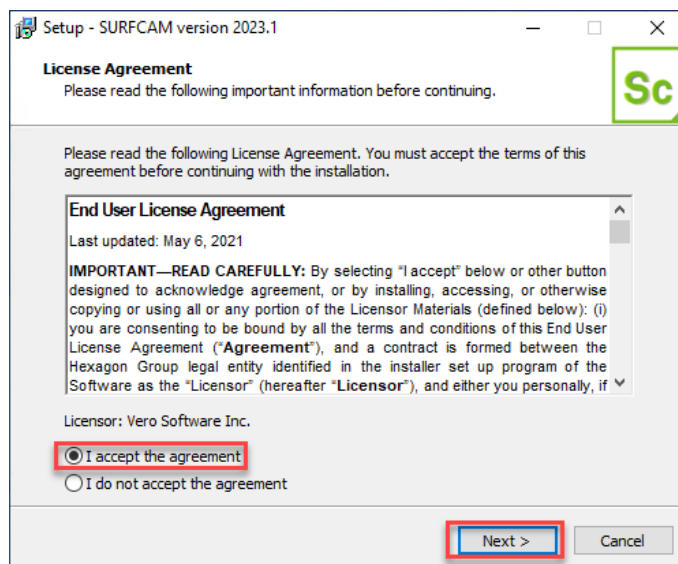 Setup - SURFCAM version 2023.1
License Agreement
Please read the following important information before continuing.
Sc
Please read the following License Agreement. You must accept the terms of this
agreement before continuing with the installation.
End User License Agreement
Last updated: May 6, 2021
IMPORTANT—READ CAREFULLY: By selecting “I accept” below or other button
designed to acknowledge agreement, or by installing, accessing, or otherwise
copying or using all or any portion of the Licensor Materials (defined below): (i)
you are consenting to be bound by all the terms and conditions of this End User
License Agreement (“Agreement”), and a contract is formed between the
Hexagon Group legal entity identified in the installer set up program of the
Software as the “Licensor” (hereafter “Licensor”), and either you personally, if
Licensor: Vero Software Inc.
I accept the agreement
I do not accept the agreement
Next >
Cancel